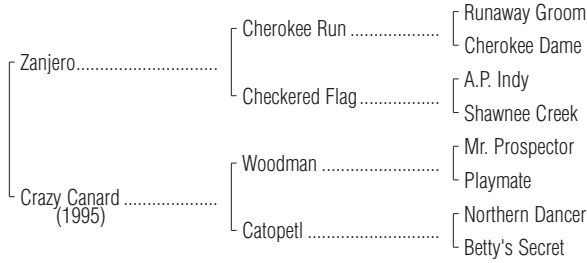 Runaway Groom
Cherokee Run ....................
Cherokee Dame
Zanjero................................
A.P. Indy
Checkered Flag..................
Shawnee Creek
Mr. Prospector
Woodman ..........................
Playmate
Crazy Canard .....................
(1995)
Northern Dancer
Catopetl .............................
Betty's Secret